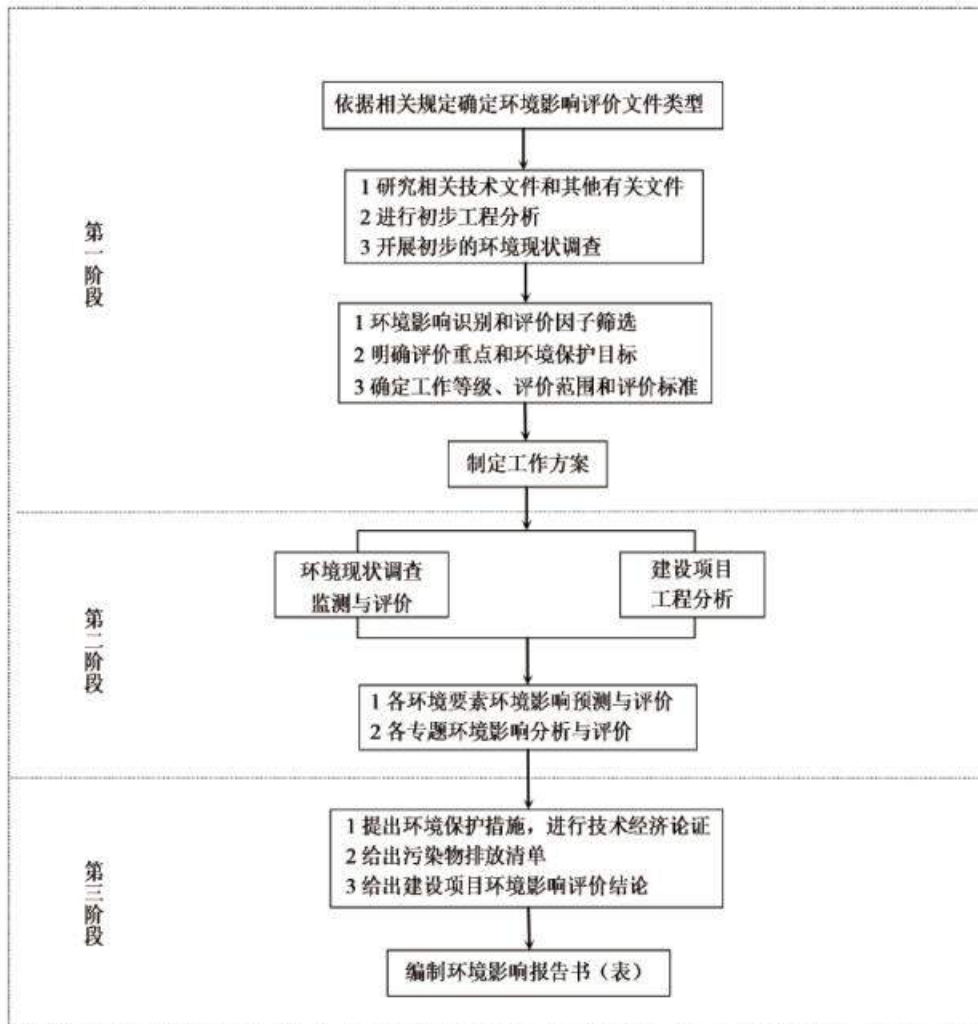 依据相关规定确定环境影响评价文件类型
1 研究相关技术文件和其他有关文件
2 进行初步工程分析
3 开展初步的环境现状调查
第一阶段
1 环境影响识别和评价因子筛选
2 明确评价重点和环境保护目标
3 确定工作等级、评价范围和评价标准
制定工作方案
环境现状调查
监测与评价
建设项目
工程分析
第二阶段
1 各环境要素环境影响预测与评价
2 各专题环境影响分析与评价
1 提出环境保护措施，进行技术经济论证
2 给出污染物排放清单
3 给出建设项目环境影响评价结论
第三阶段
编制环境影响报告书（表）